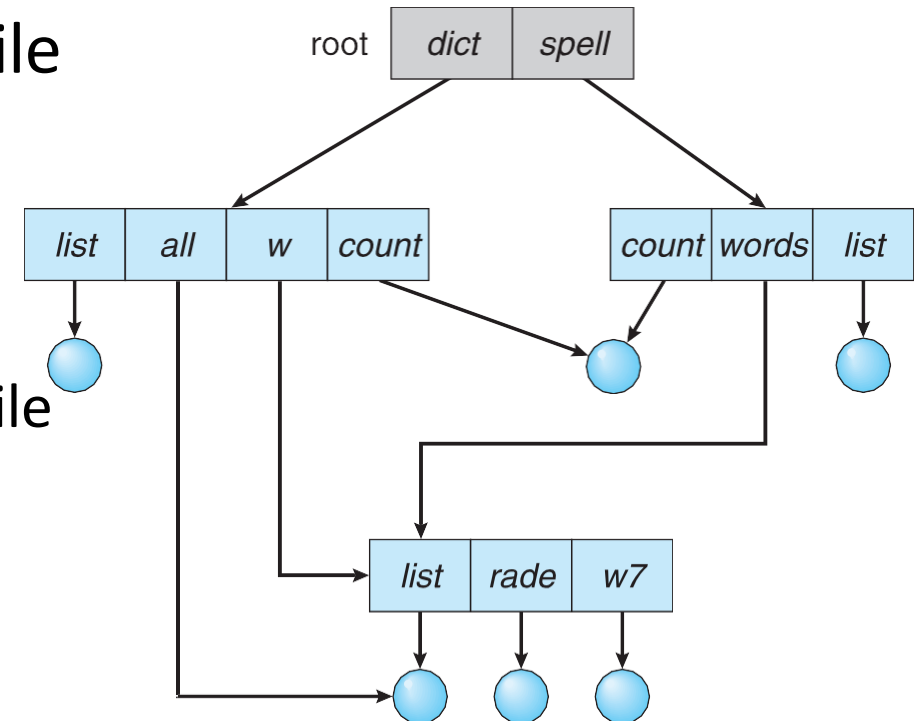 ile
root dict spell
list all w count count words list
ile
list rade w7